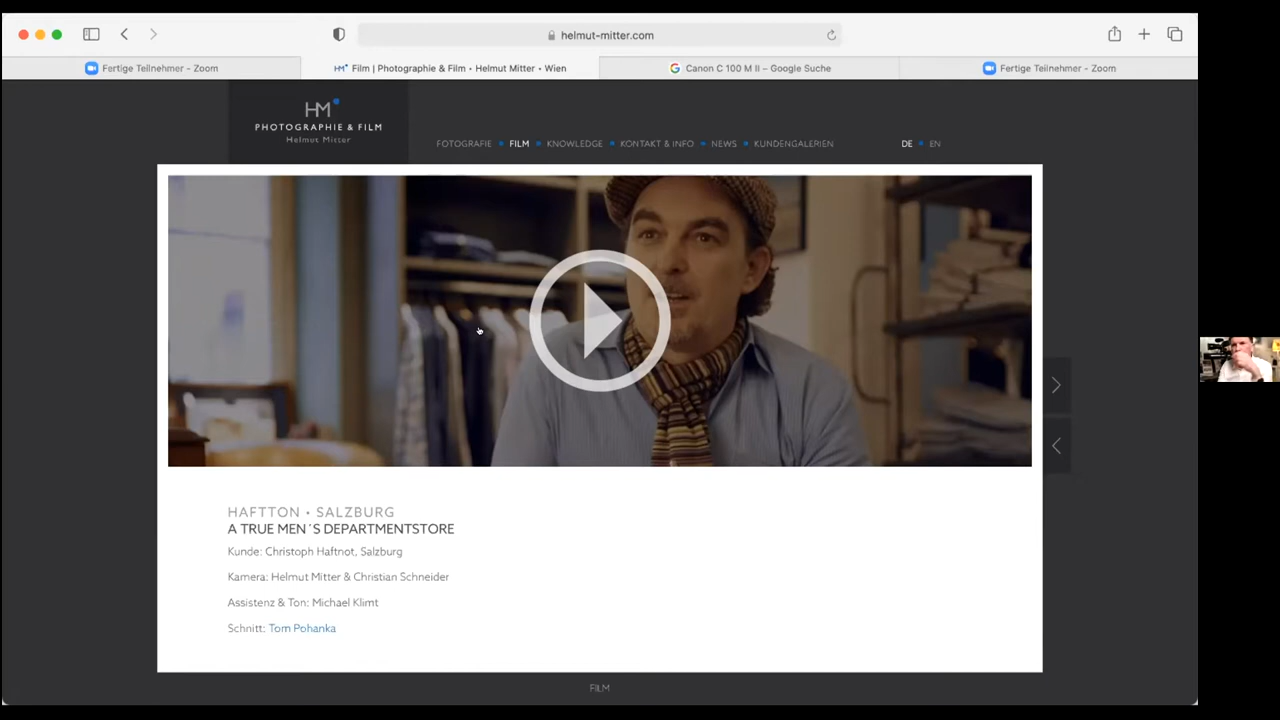 helmut-mitter.com
Fertige Teilnehmer - Zoom
HM Film | Photographie & Film • Helmut Mitter • Wien
Canon C 100 M II – Google Suche
Fertige Teilnehmer - Zoom
HM
PHOTOGRAPHIE & FILM
Helmut Mitter
FOTOGRAFIE FILM KNOWLEDGE KONTAKT & INFO NEWS KUNDENGALERIEN DE EN
HAFTTON • SALZBURG
A TRUE MEN´S DEPARTMENTSTORE
Kunde: Christoph Haftnot, Salzburg
Kamera: Helmut Mitter & Christian Schneider
Assistenz & Ton: Michael Klimt
Schnitt: Tom Pohanka
FILM